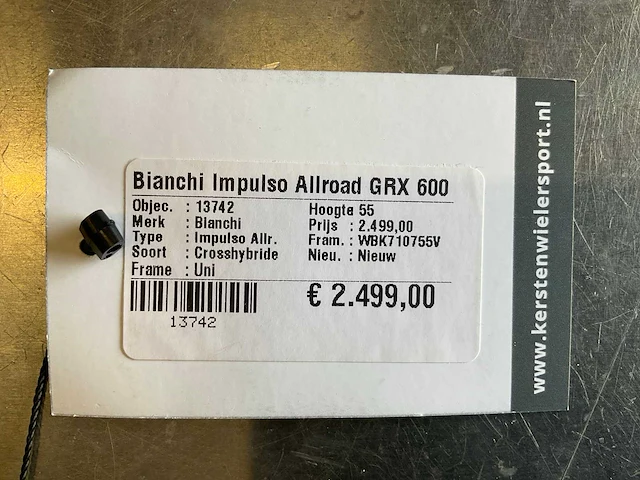 Bianchi Impulso Allroad GRX 600
Objec. : 13742 Hoogte 55
Merk : Bianchi Prijs : 2.499,00
Type : Impulso Allr. Fram. : WBK710755V
Soort : Crosshybride Nieu. : Nieuw
Frame : Uni
€ 2.499,00
13742
www.kerstenwielersport.nl